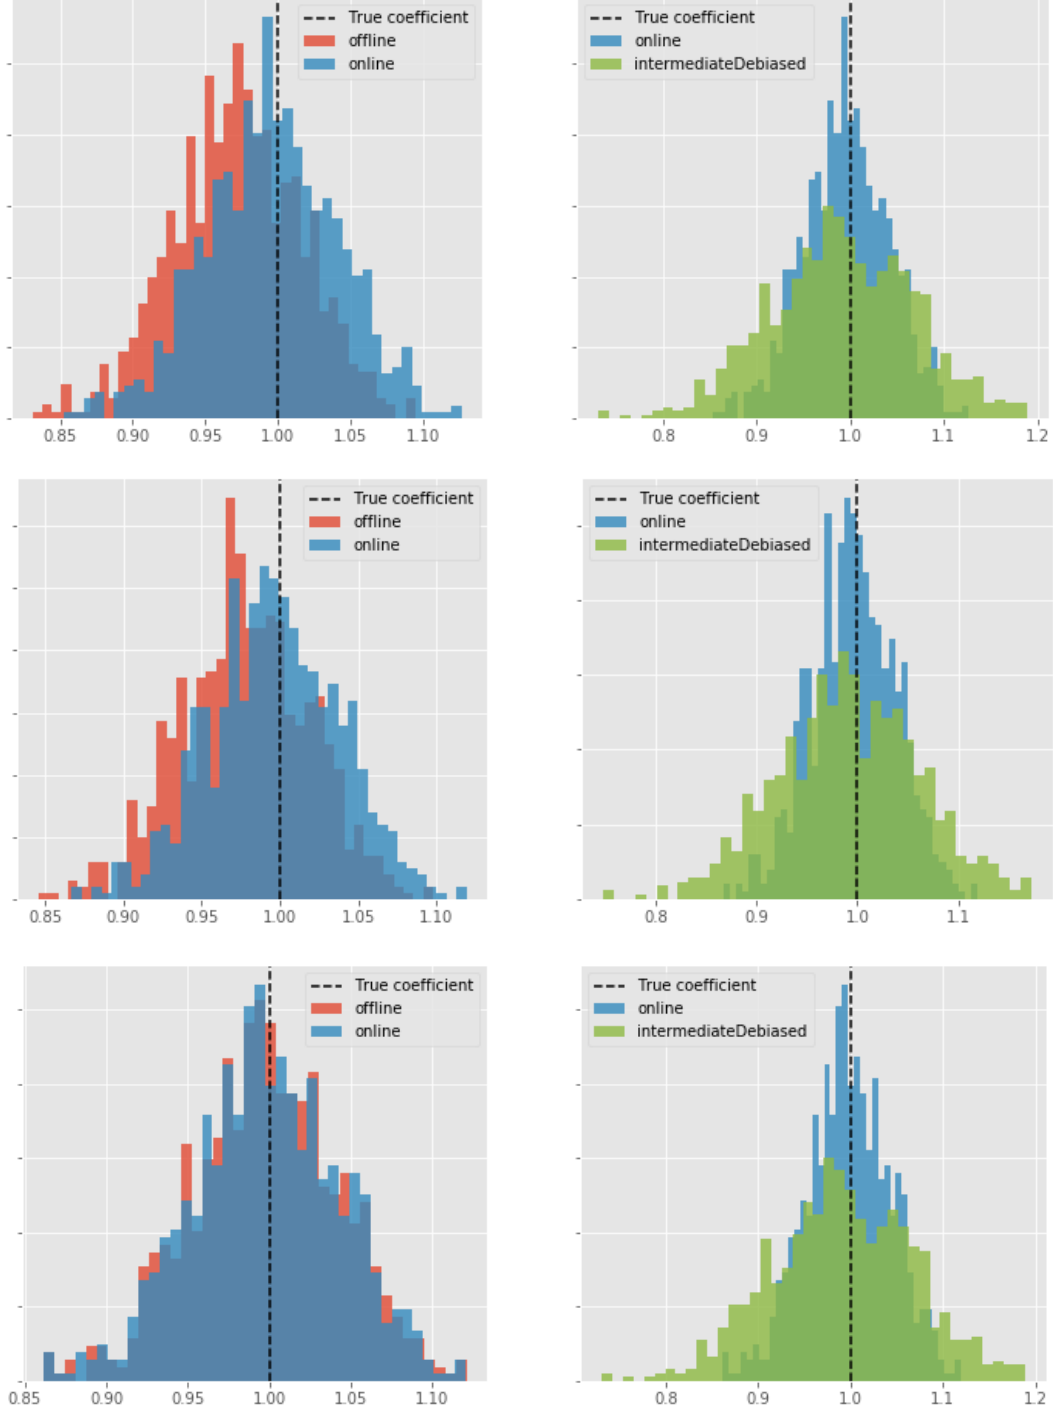 True coefficient
offline
online
0.85 0.90 0.95 1.00 1.05 1.10
True coefficient
online
intermediateDebiased
0.8 0.9 1.0 1.1 1.2
True coefficient
offline
online
0.85 0.90 0.95 1.00 1.05 1.10
True coefficient
online
intermediateDebiased
0.8 0.9 1.0 1.1
True coefficient
offline
online
0.85 0.90 0.95 1.00 1.05 1.10
True coefficient
online
intermediateDebiased
0.8 0.9 1.0 1.1 1.2